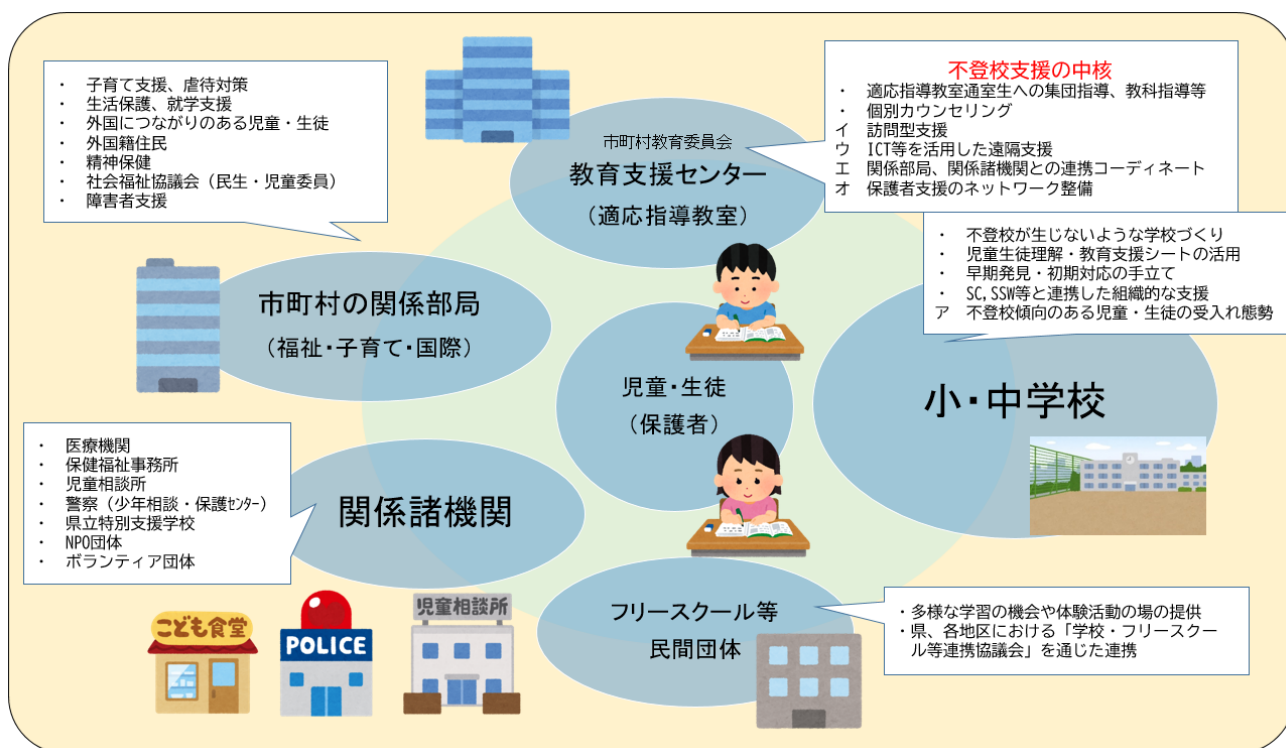 ・ 子育て支援、虐待対策
・ 生活保護、就学支援
・ 外国につながりのある児童・生徒
・ 外国籍住民
・ 精神保健
・ 社会福祉協議会（民生・児童委員）
・ 障害者支援
不登校支援の中核
・ 適応指導教室通室生への集団指導、教科指導等
・ 個別カウンセリング
イ 訪問型支援
ウ ICT等を活用した遠隔支援
エ 関係部局、関係諸機関との連携コーディネート
オ 保護者支援のネットワーク整備
市町村教育委員会
教育支援センター
（適応指導教室）
・ 不登校が生じないような学校づくり
・ 児童生徒理解・教育支援シートの活用
・ 早期発見・初期対応の手立て
・ SC,SSW等と連携した組織的な支援
ア 不登校傾向のある児童・生徒の受入れ態勢
市町村の関係部局
（福祉・子育て・国際）
児童・生徒
（保護者）
小・中学校
・ 医療機関
・ 保健福祉事務所
・ 児童相談所
・ 警察（少年相談・保護ｾﾝﾀｰ）
・ 県立特別支援学校
・ NPO団体
・ ボランティア団体
関係諸機関
こども食堂
POLICE
児童相談所
フリースクール等
民間団体
・多様な学習の機会や体験活動の場の提供
・県、各地区における「学校・フリースクー
ル等連携協議会」を通じた連携